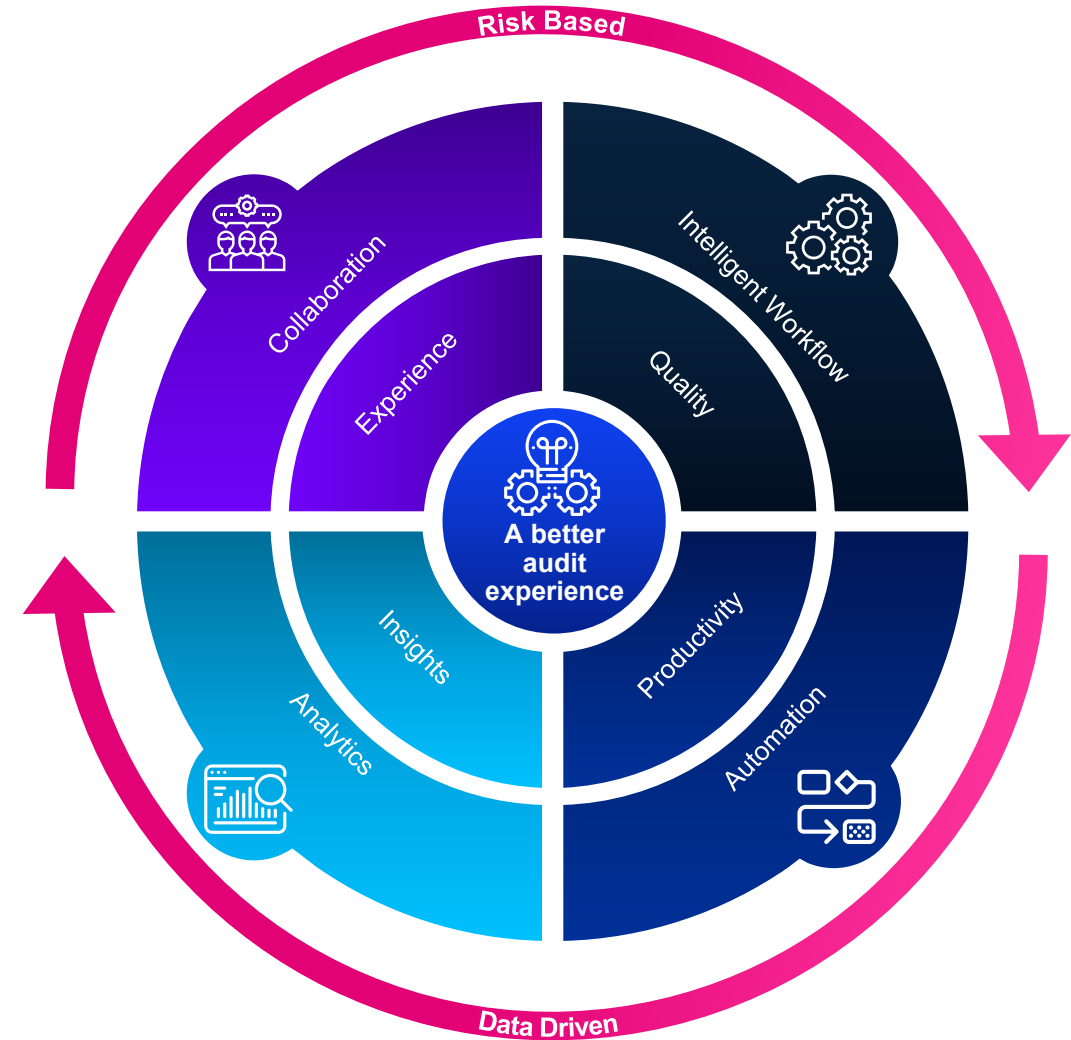 Risk Based
Collaboration
Intelligent Workflow
Experience
Quality
A better
audit
experience
Insights
Productivity
Analytics
Automation
Data Driven